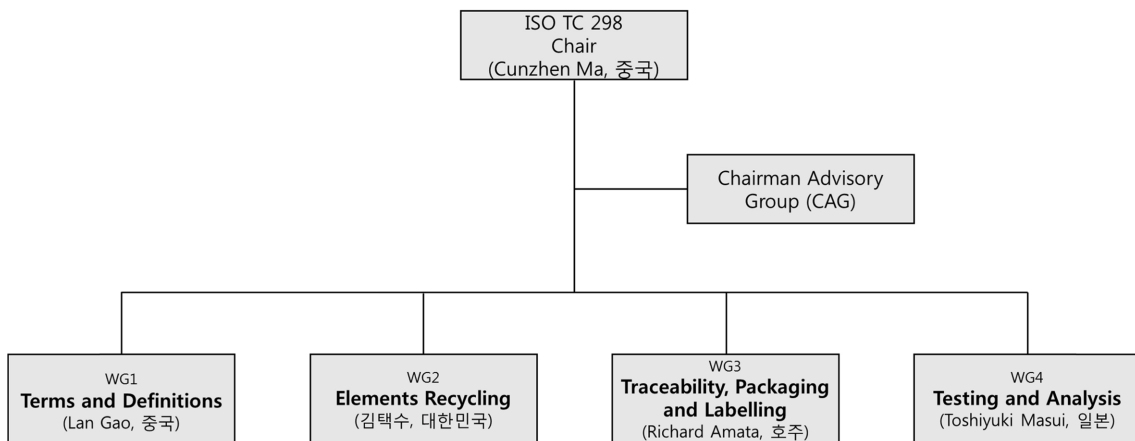 ISO TC 298
Chair
(Cunzhen Ma, 중국)
Chairman Advisory
Group (CAG)
WG1
Terms and Definitions
(Lan Gao, 중국)
WG2
Elements Recycling
(김택수, 대한민국)
WG3
Traceability, Packaging
and Labelling
(Richard Amata, 호주)
WG4
Testing and Analysis
(Toshiyuki Masui, 일본)